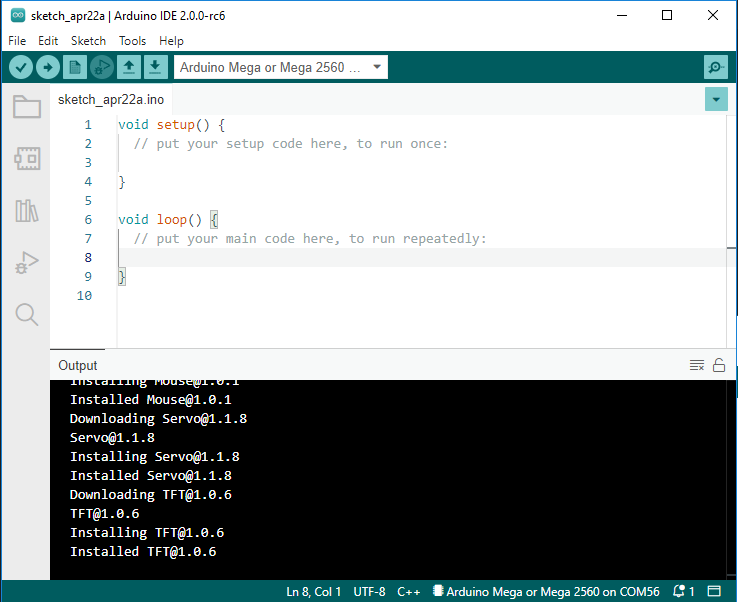 sketch_apr22a | Arduino IDE 2.0.0-rc6
File Edit Sketch Tools Help
Arduino Mega or Mega 2560 ...
sketch_apr22a.ino
1 void setup() {
2 // put your setup code here, to run once:
3
4 }
5
6 void loop() {
7 // put your main code here, to run repeatedly:
8
9 }
10
Output
Installing Mouse@1.0.1
Installed Mouse@1.0.1
Downloading Servo@1.1.8
Servo@1.1.8
Installing Servo@1.1.8
Installed Servo@1.1.8
Downloading TFT@1.0.6
TFT@1.0.6
Installing TFT@1.0.6
Installed TFT@1.0.6
Ln 8, Col 1 UTF-8 C++ Arduino Mega or Mega 2560 on COM56 1